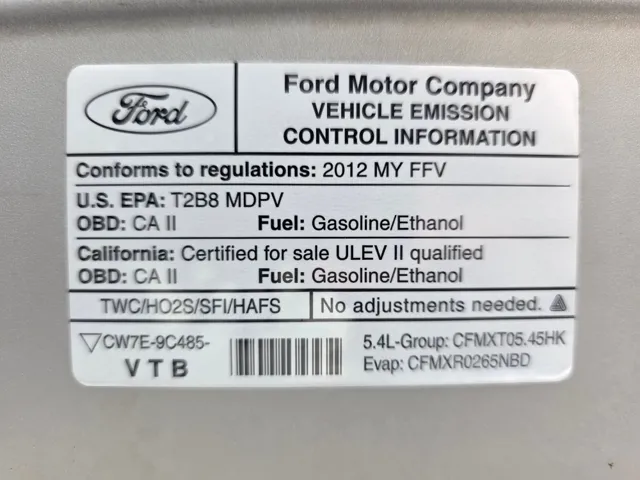 Ford
Ford Motor Company
VEHICLE EMISSION
CONTROL INFORMATION
Conforms to regulations: 2012 MY FFV
U.S. EPA: T2B8 MDPV
OBD: CA II Fuel: Gasoline/Ethanol
California: Certified for sale ULEV II qualified
OBD: CA II Fuel: Gasoline/Ethanol
TWC/HO2S/SFI/HAFS No adjustments needed.
CW7E-9C485-
VTB
5.4L-Group: CFMXT05.45HK
Evap: CFMXR0265NBD